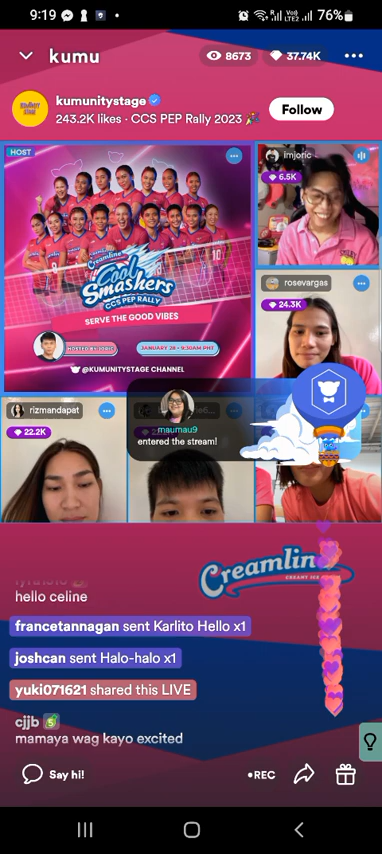 9:19
LTE2
76%
kumu
8673
37.74K
kumunitystage
Follow
243.2K likes · CCS PEP Rally 2023 🎉
HOST
imjoric
6.5K
Creamline
Cool
Smashers
CCS PEP RALLY
SERVE THE GOOD VIBES
HOSTED BY JORIC
JANUARY 28 • 9:30AM PHT
@KUMUNITYSTAGE CHANNEL
rosevargas
24.3K
rizmandapat
22.2K
maumau9
entered the stream!
Creamline
CREAMY ICE
hello celine
francetannagan sent Karlito Hello x1
joshcan sent Halo-halo x1
yuki071621 shared this LIVE
cjjb
mamaya wag kayo excited
Say hi!
•REC